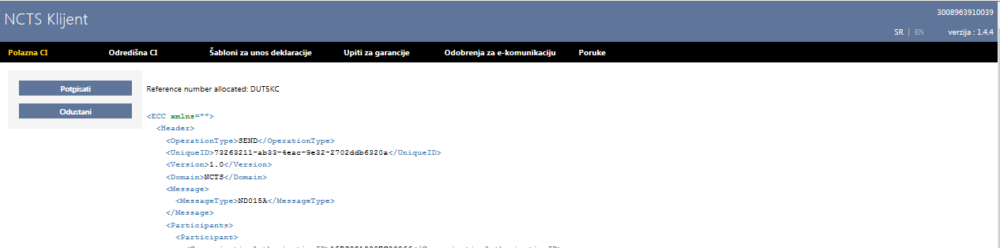 NCTS Klijent
3008963910039
SR | EN verzija : 1.4.4
Polazna CI Odredišna CI Šabloni za unos deklaracije Upiti za garancije Odobrenja za e-komunikaciju Poruke
Potpisati
Odustani
Reference number allocated: DUT5KC
<ECC xmlns="">
<Header>
<OperationType>SEND</OperationType>
<UniqueID>73263211-ab33-4eac-9e32-2702ddb6320a</UniqueID>
<Version>1.0</Version>
<Domain>NCTS</Domain>
<Message>
<MessageType>ND015A</MessageType>
</Message>
<Participants>
<Participant>